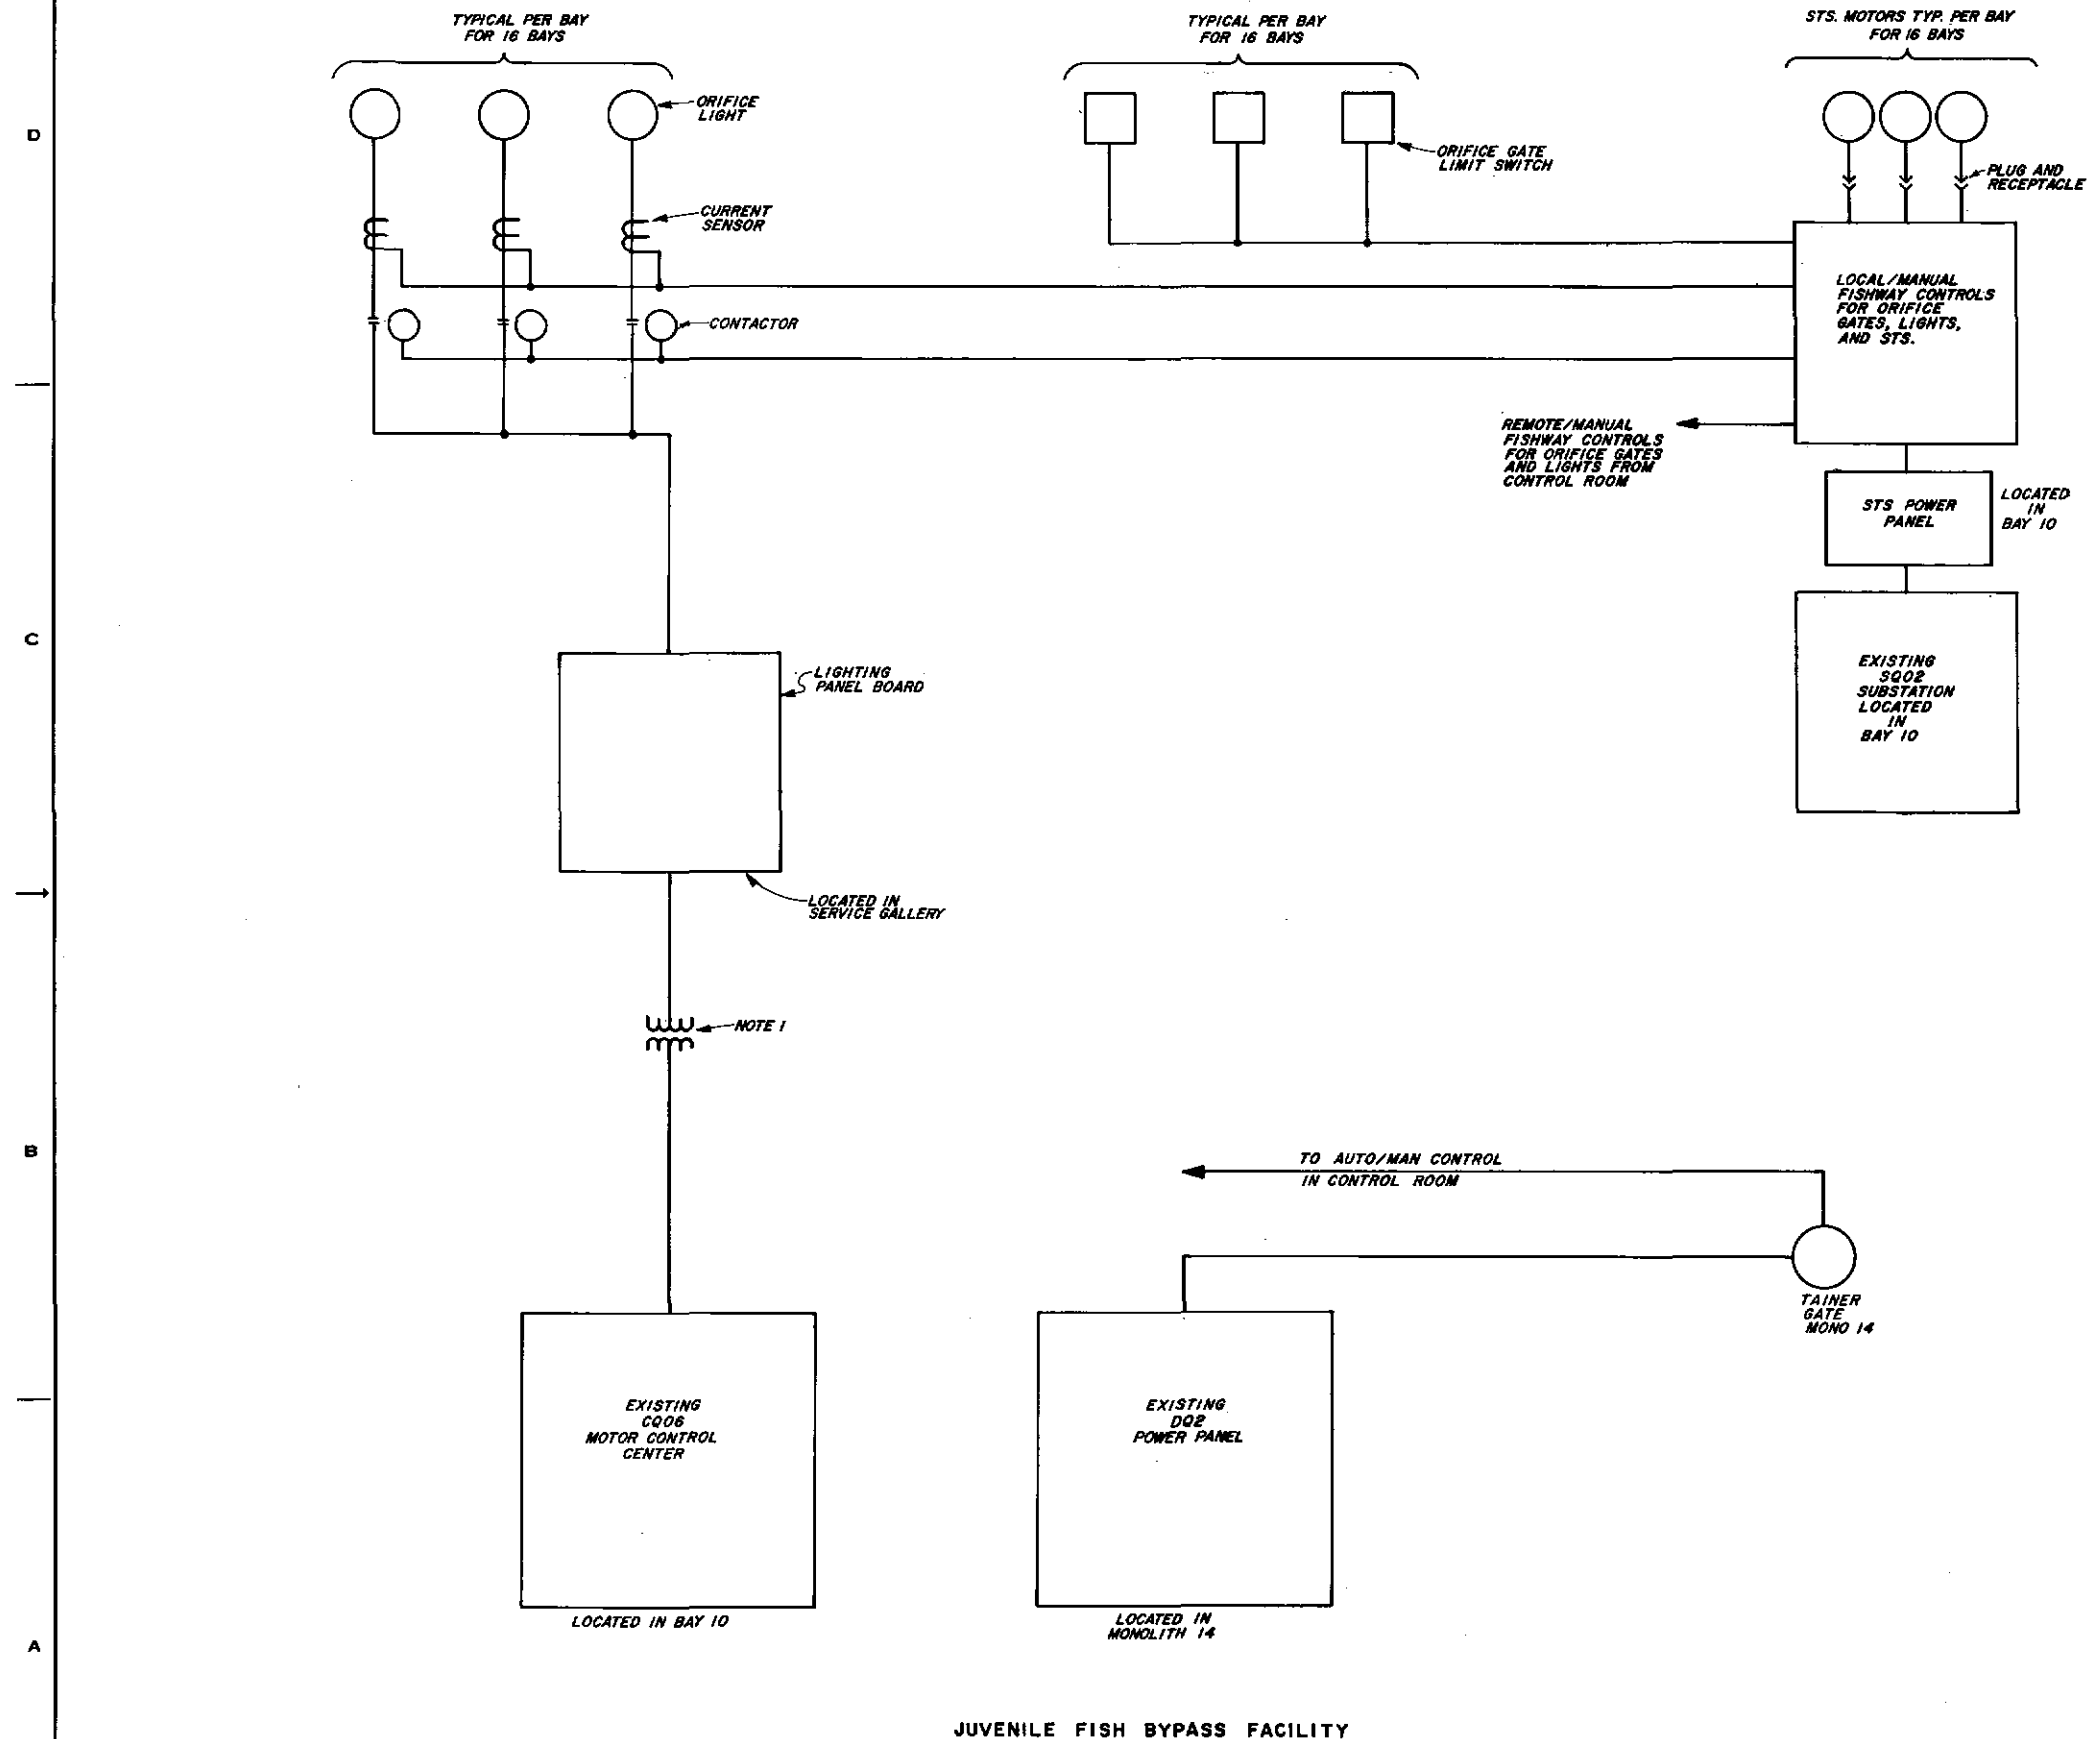 TYPICAL PER BAY
FOR 16 BAYS
TYPICAL PER BAY
FOR 16 BAYS
STS. MOTORS TYP. PER BAY
FOR 16 BAYS
D
ORIFICE
LIGHT
ORIFICE GATE
LIMIT SWITCH
PLUG AND
RECEPTACLE
CURRENT
SENSOR
LOCAL/MANUAL
FISHWAY CONTROLS
FOR ORIFICE
GATES, LIGHTS,
AND STS.
CONTACTOR
REMOTE/MANUAL
FISHWAY CONTROLS
FOR ORIFICE GATES
AND LIGHTS FROM
CONTROL ROOM
STS POWER
PANEL
LOCATED
IN
BAY 10
C
LIGHTING
PANEL BOARD
EXISTING
SQ02
SUBSTATION
LOCATED
IN
BAY 10
LOCATED IN
SERVICE GALLERY
NOTE 1
B
TO AUTO/MAN CONTROL
IN CONTROL ROOM
TAINER
GATE
MONO 14
EXISTING
CQ06
MOTOR CONTROL
CENTER
EXISTING
DQ2
POWER PANEL
LOCATED IN BAY 10
LOCATED IN
MONOLITH 14
A
JUVENILE FISH BYPASS FACILITY